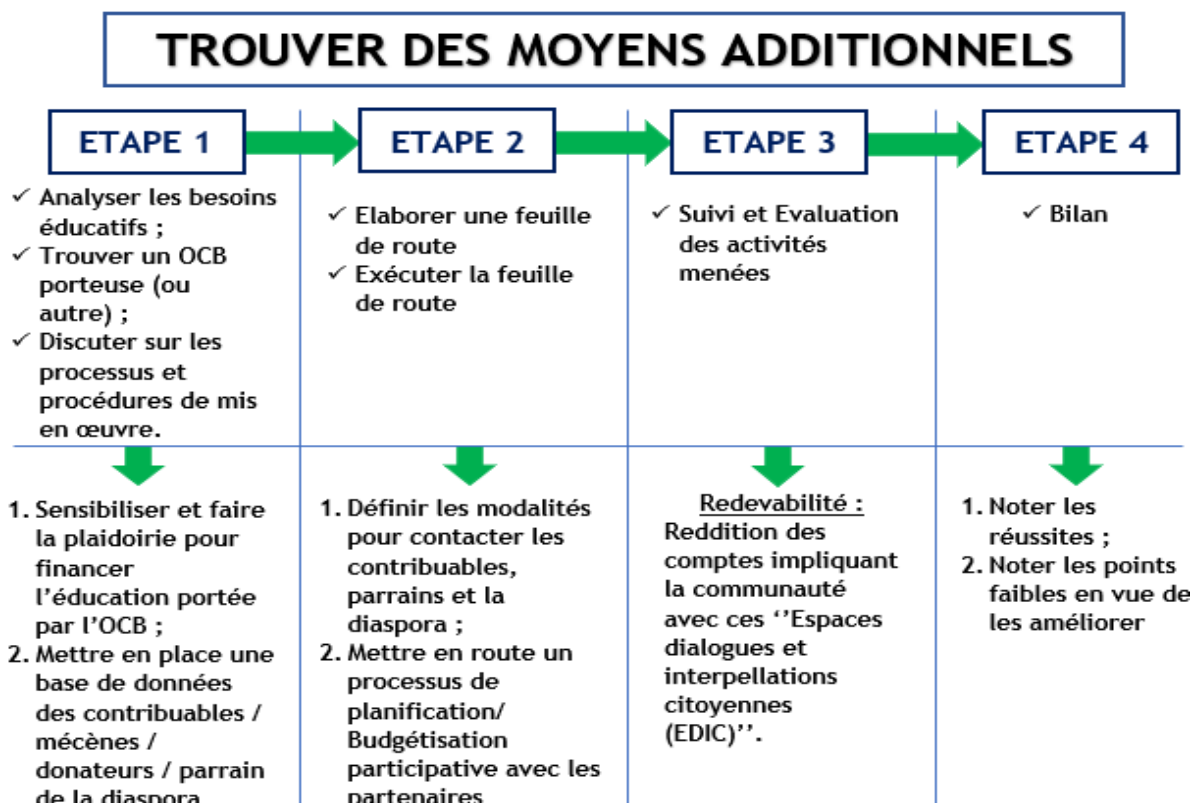 TROUVER DES MOYENS ADDITIONNELS
ETAPE 1
✓ Analyser les besoins
éducatifs ;
✓ Trouver un OCB
porteuse (ou
autre) ;
✓ Discuter sur les
processus et
procédures de mis
en œuvre.
1. Sensibiliser et faire
la plaidoirie pour
financer
l’éducation portée
par l’OCB ;
2. Mettre en place une
base de données
des contribuables /
mécènes /
donateurs / parrain
de la diaspora
ETAPE 2
✓ Elaborer une feuille
de route
✓ Exécuter la feuille
de route
1. Définir les modalités
pour contacter les
contribuables,
parrains et la
diaspora ;
2. Mettre en route un
processus de
planification/
Budgétisation
participative avec les
partenaires
ETAPE 3
✓ Suivi et Evaluation
des activités
menées
Redevabilité :
Reddition des
comptes impliquant
la communauté
avec ces ‘’Espaces
dialogues et
interpellations
citoyennes
(EDIC)’’.
ETAPE 4
✓ Bilan
1. Noter les
réussites ;
2. Noter les points
faibles en vue de
les améliorer